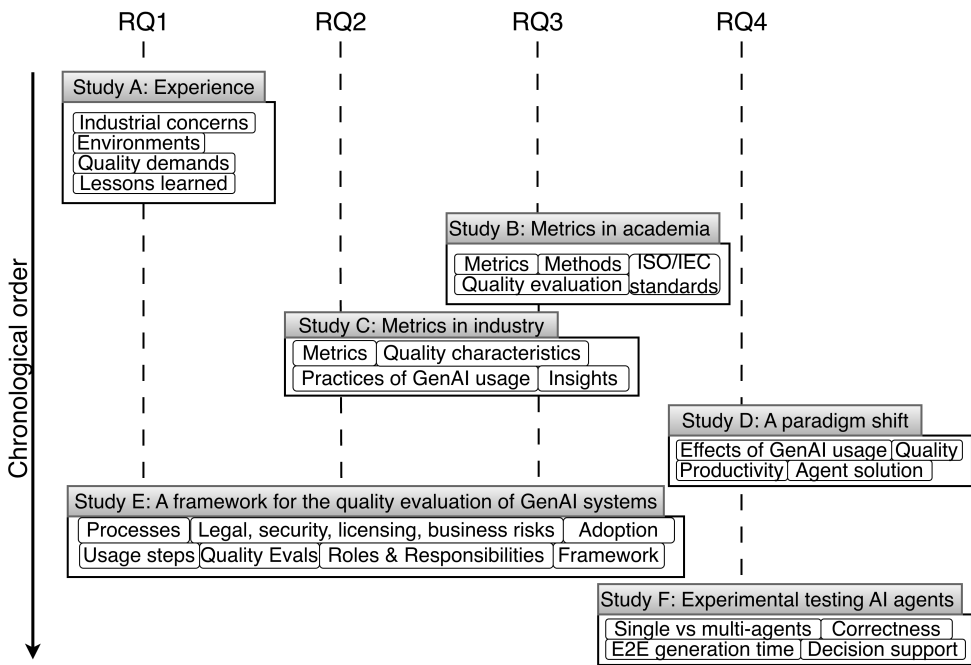 RQ1 RQ2 RQ3 RQ4
Chronological order
Study A: Experience
Industrial concerns
Environments
Quality demands
Lessons learned
Study B: Metrics in academia
Metrics Methods ISO/IEC
Quality evaluation standards
Study C: Metrics in industry
Metrics Quality characteristics
Practices of GenAI usage Insights
Study D: A paradigm shift
Effects of GenAI usage Quality
Productivity Agent solution
Study E: A framework for the quality evaluation of GenAI systems
Processes Legal, security, licensing, business risks Adoption
Usage steps Quality Evals Roles & Responsibilities Framework
Study F: Experimental testing AI agents
Single vs multi-agents Correctness
E2E generation time Decision support